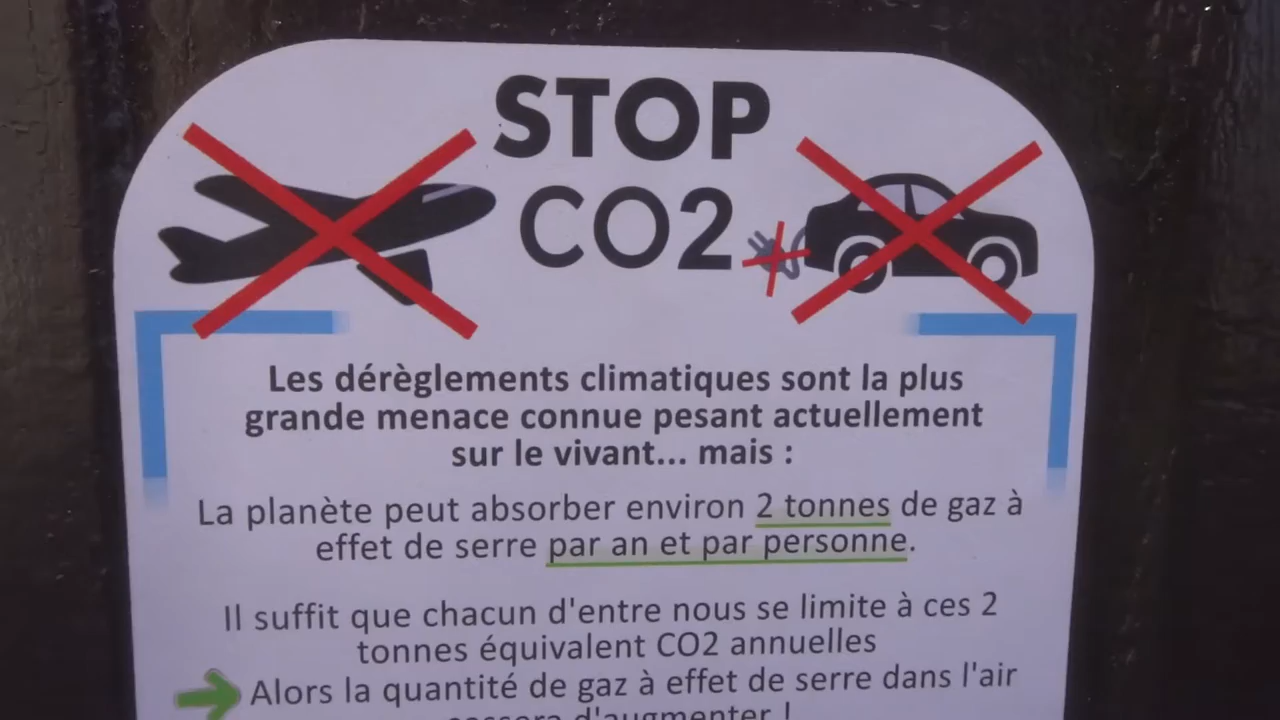 STOP
CO2
Les dérèglements climatiques sont la plus
grande menace connue pesant actuellement
sur le vivant... mais :
La planète peut absorber environ 2 tonnes de gaz à
effet de serre par an et par personne.
Il suffit que chacun d'entre nous se limite à ces 2
tonnes équivalent CO2 annuelles
Alors la quantité de gaz à effet de serre dans l'air
cessera d'augmenter !